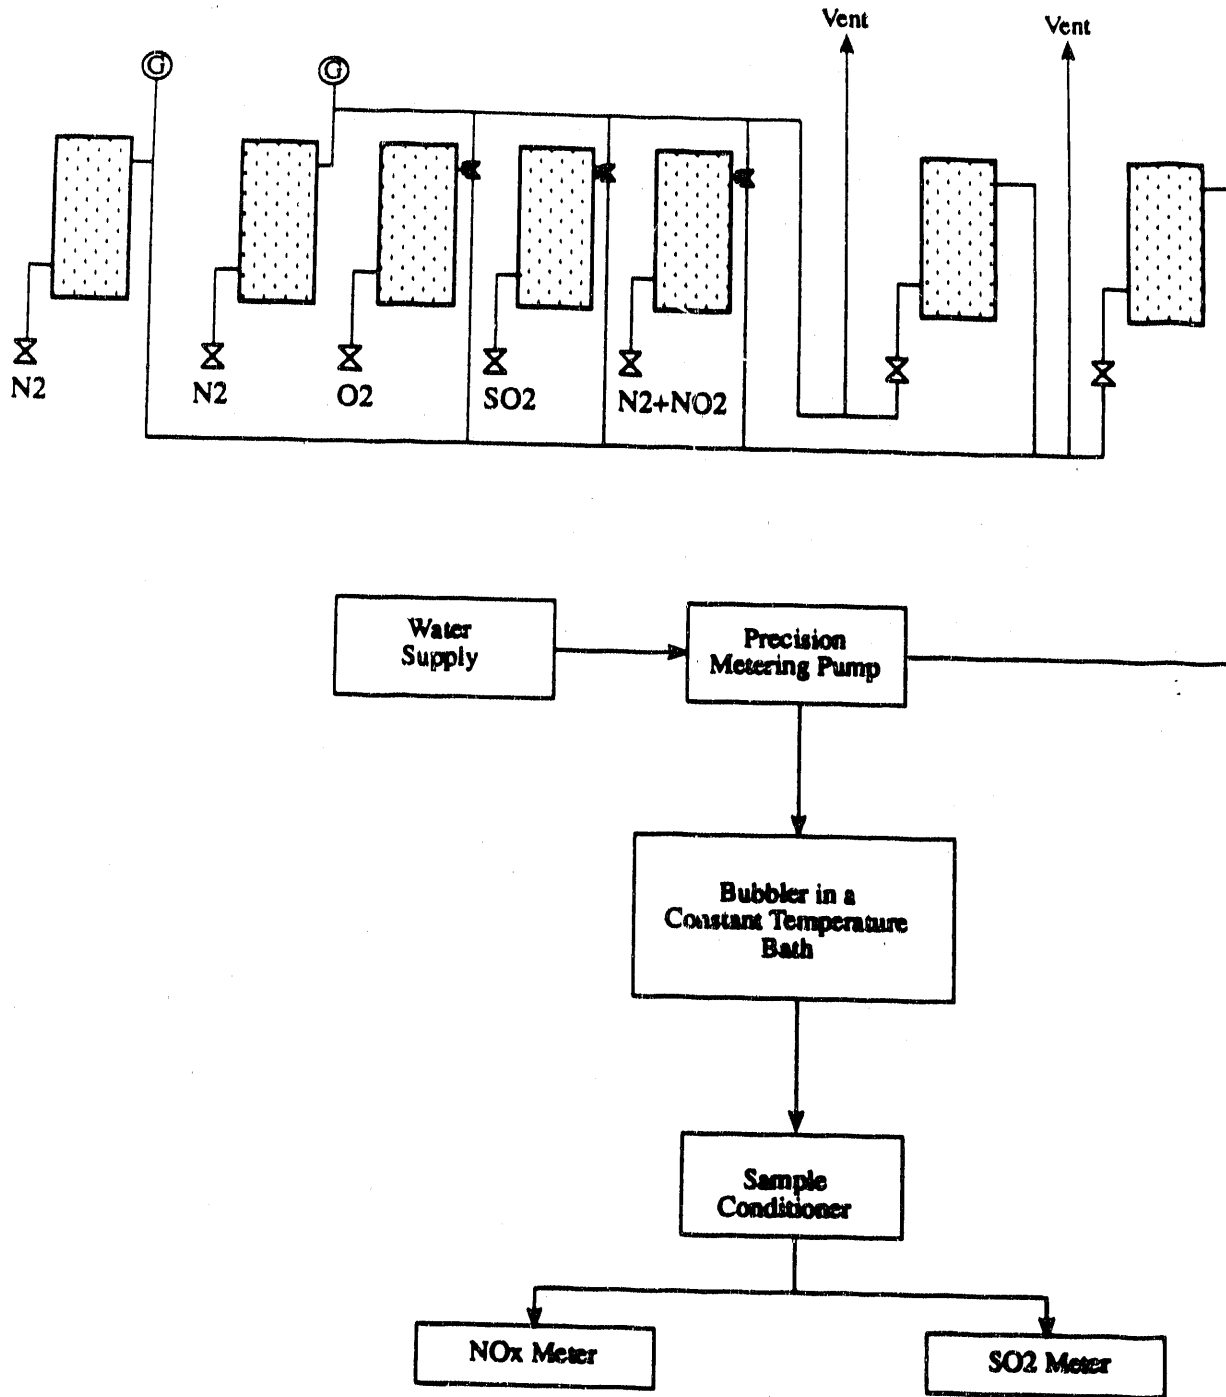 Vent
Vent
G
G
N2
N2
O2
SO2
N2+NO2
Water
Supply
Precision
Metering Pump
Bubbler in a
Constant Temperature
Bath
Sample
Conditioner
NOx Meter
SO2 Meter